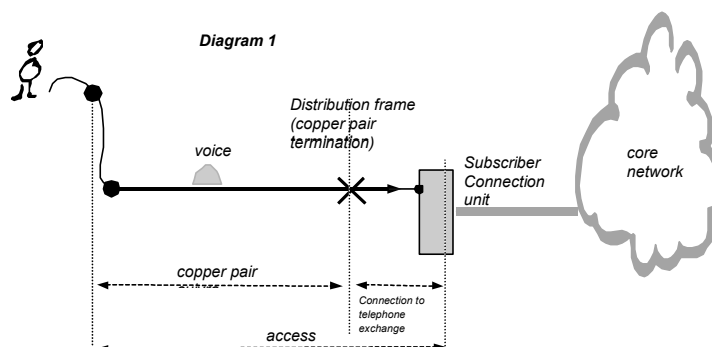 Diagram 1
Distribution frame
(copper pair
termination)
voice
Subscriber
Connection
unit
core
network
copper pair
Connection to
telephone
exchange
access